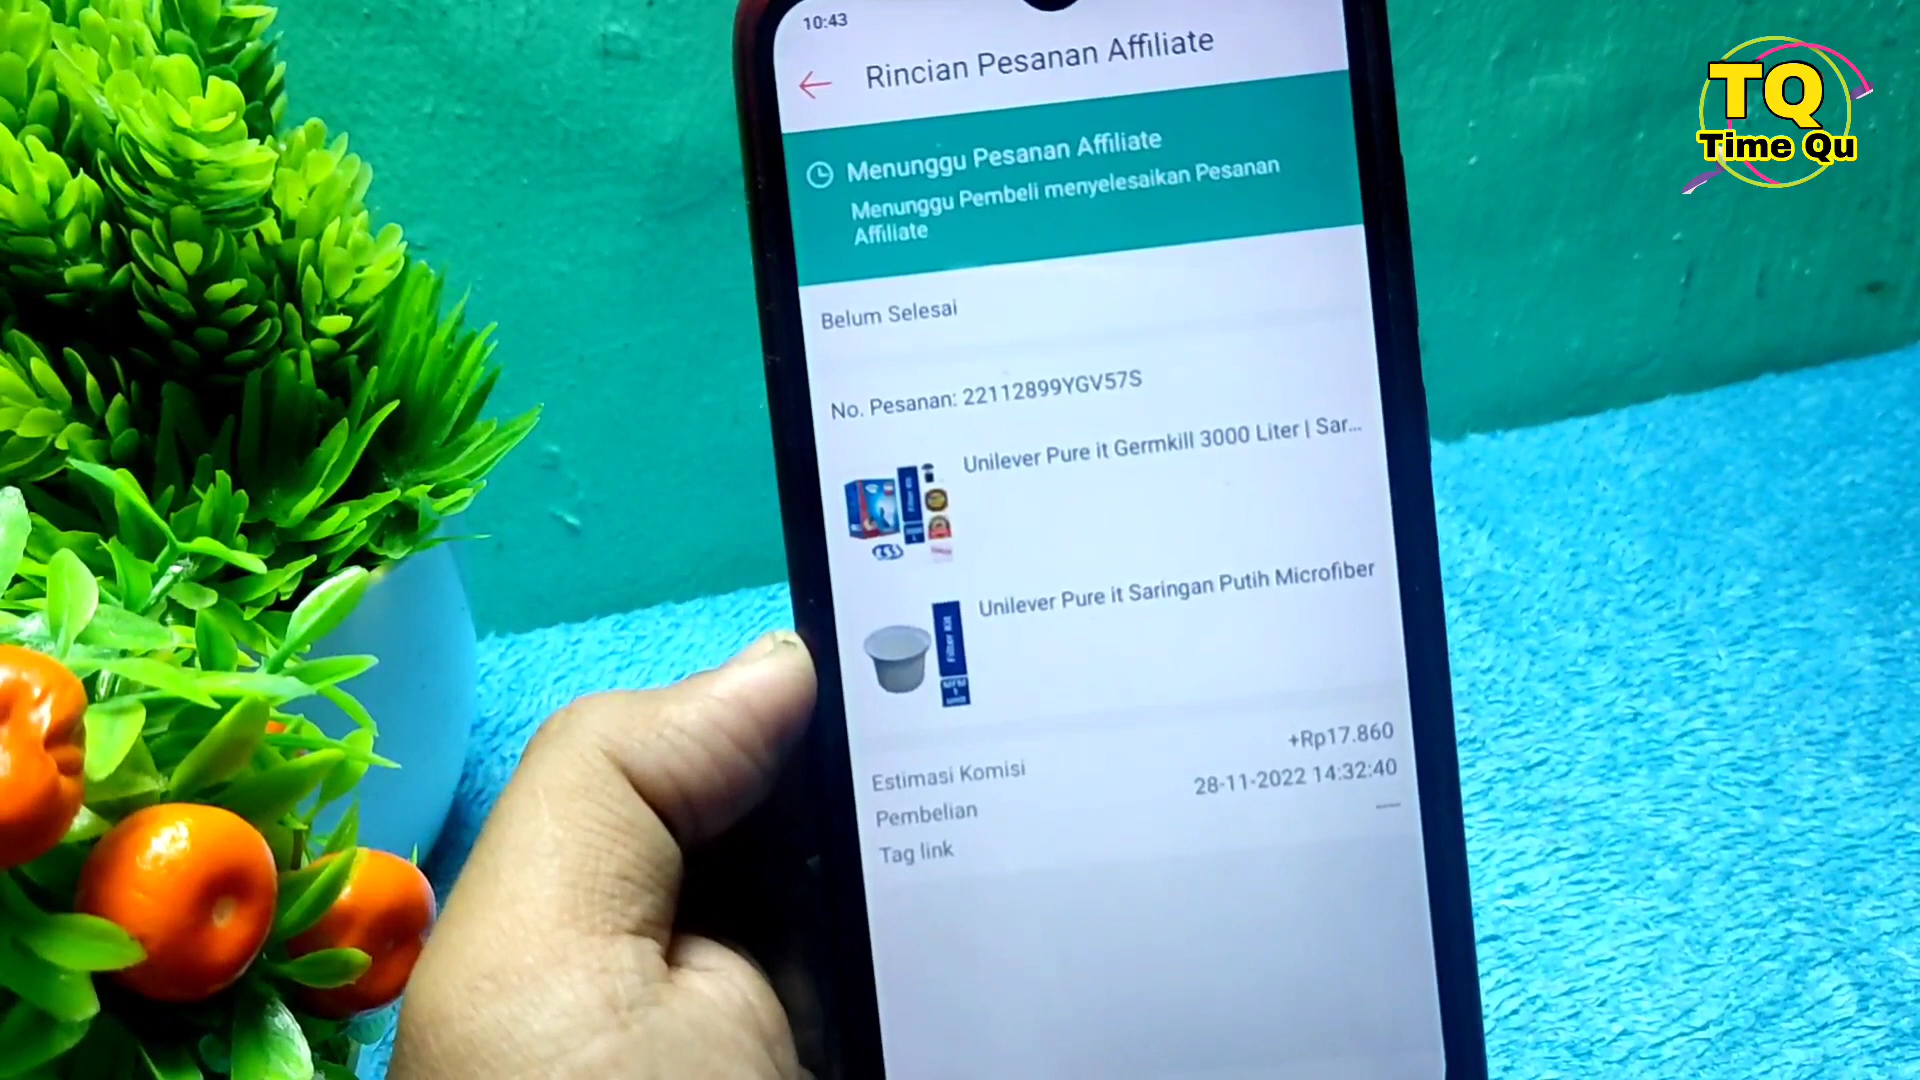 10:43
Rincian Pesanan Affiliate
TQ
Time Qu
Menunggu Pesanan Affiliate
Menunggu Pembeli menyelesaikan Pesanan
Affiliate
Belum Selesai
No. Pesanan: 22112899YGV57S
Unilever Pure it Germkill 3000 Liter | Sar...
Unilever Pure it Saringan Putih Microfiber
Filter Kit
Estimasi Komisi +Rp17.860
Pembelian 28-11-2022 14:32:40
Tag link —